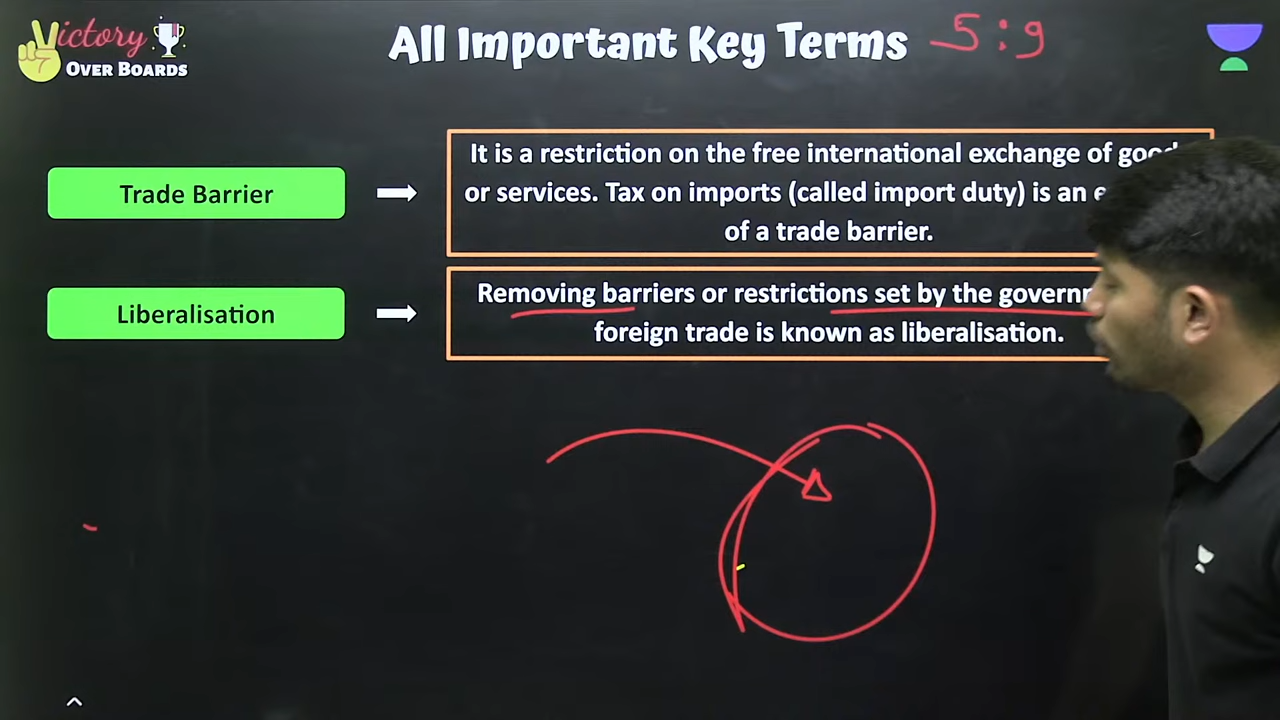 Victory
OVER BOARDS
All Important Key Terms
5:9
Trade Barrier
It is a restriction on the free international exchange of
or services. Tax on imports (called import duty) is an
of a trade barrier.
Liberalisation
Removing barriers or restrictions set by the
foreign trade is known as liberalisation.